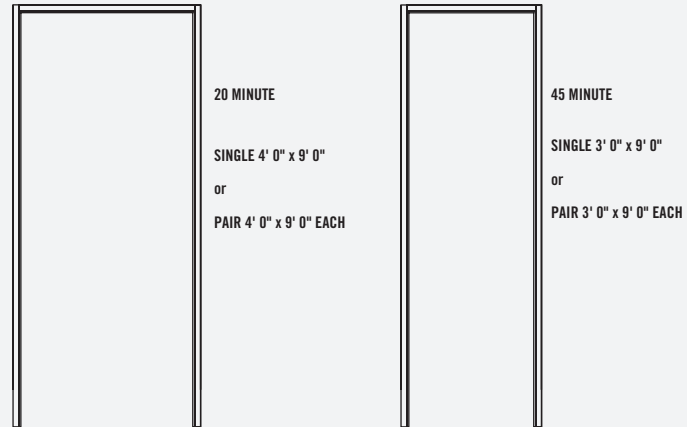 20 MINUTE
SINGLE 4' 0" x 9' 0"
or
PAIR 4' 0" x 9' 0" EACH
45 MINUTE
SINGLE 3' 0" x 9' 0"
or
PAIR 3' 0" x 9' 0" EACH